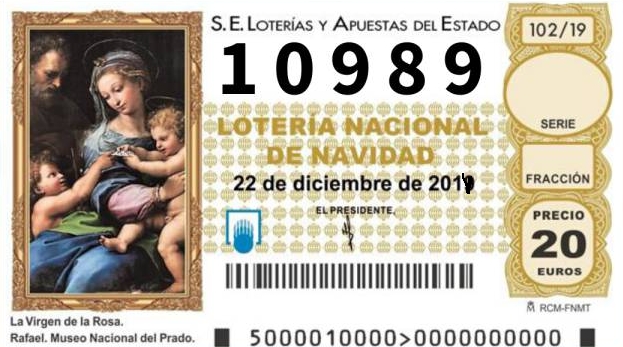 S.E. LOTERÍAS Y APUESTAS DEL ESTADO
102/19
10989
SERIE
LOTERÍA NACIONAL
DE NAVIDAD
22 de diciembre de 2019
FRACCIÓN
EL PRESIDENTE,
PRECIO
20
EUROS
RCM-FNMT
La Virgen de la Rosa.
Rafael. Museo Nacional del Prado.
5000010000>0000000000